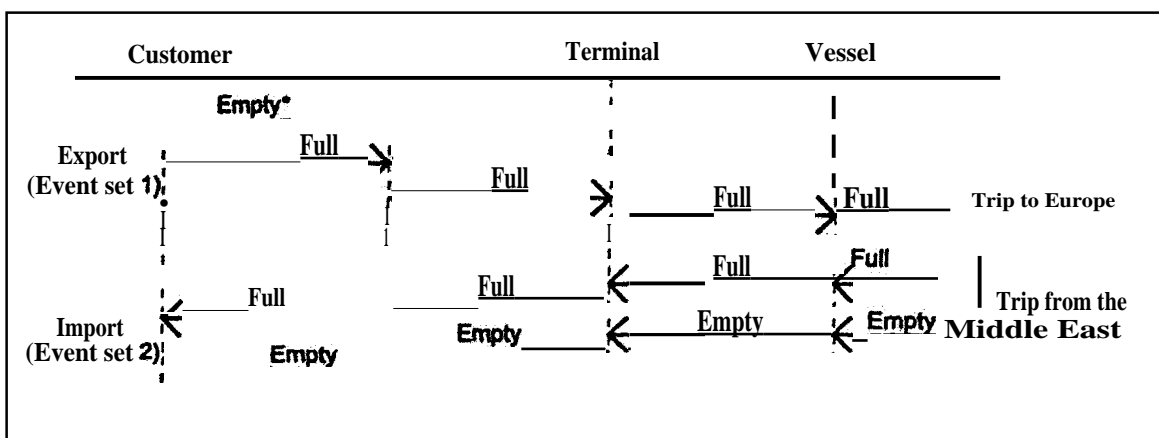 Customer Terminal Vessel
Empty*
Export Full
(Event set 1) Full Full Full Trip to Europe
Full Full Full Full
Trip from the
Import Empty Empty Empty Middle East
(Event set 2) Empty